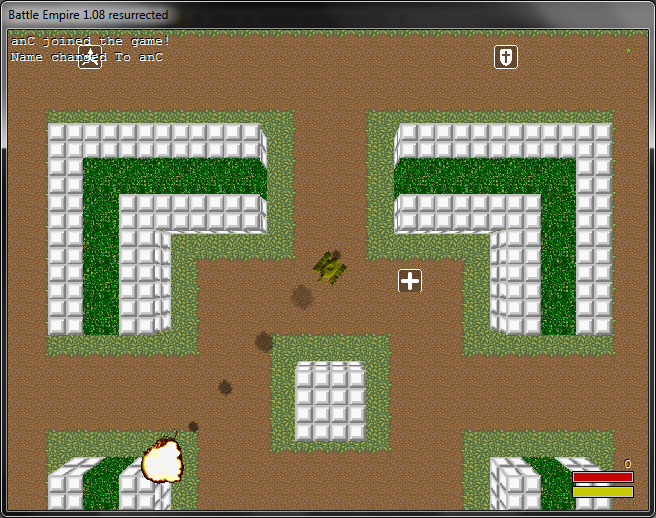 Battle Empire 1.08 resurrected
anC joined the game!
Name changed To anC
0